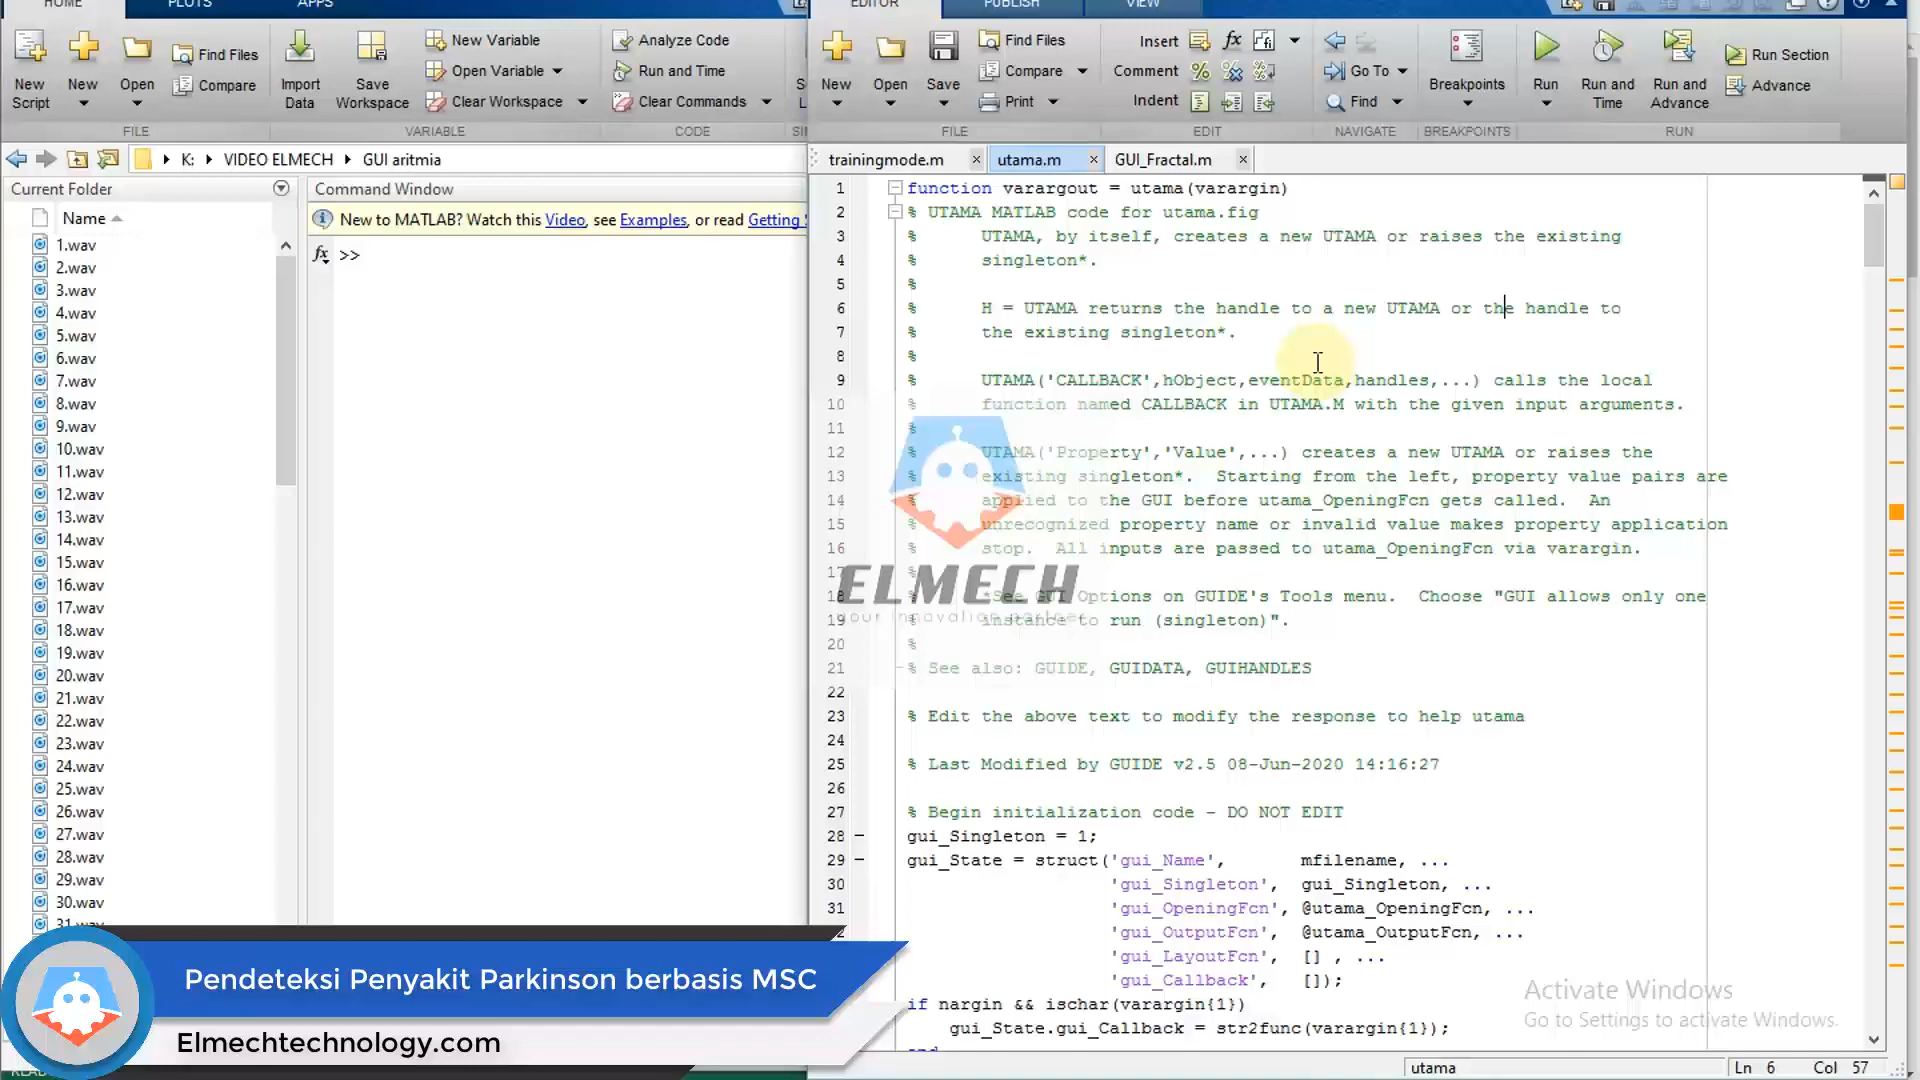 HOME
PLOTS
APPS
EDITOR
PUBLISH
VIEW
New Script
New
Open
Find Files
Compare
Import Data
Save Workspace
New Variable
Open Variable
Clear Workspace
Analyze Code
Run and Time
Clear Commands
FILE
VARIABLE
CODE
New
Open
Save
Find Files
Compare
Print
Insert
Comment
Indent
Go To
Find
Breakpoints
Run
Run and Time
Run and Advance
Run Section
Advance
FILE
EDIT
NAVIGATE
BREAKPOINTS
RUN
K:
VIDEO ELMECH
GUI aritmia
trainingmode.m
utama.m
GUI_Fractal.m
Current Folder
Command Window
Name
New to MATLAB? Watch this Video, see Examples, or read Getting
fx >>
1.wav
2.wav
3.wav
4.wav
5.wav
6.wav
7.wav
8.wav
9.wav
10.wav
11.wav
12.wav
13.wav
14.wav
15.wav
16.wav
17.wav
18.wav
19.wav
20.wav
21.wav
22.wav
23.wav
24.wav
25.wav
26.wav
27.wav
28.wav
29.wav
30.wav
31.wav
1 function varargout = utama(varargin)
2 % UTAMA MATLAB code for utama.fig
3 % UTAMA, by itself, creates a new UTAMA or raises the existing
4 % singleton*.
5 %
6 % H = UTAMA returns the handle to a new UTAMA or the handle to
7 % the existing singleton*.
8 %
9 % UTAMA('CALLBACK',hObject,eventData,handles,...) calls the local
10 % function named CALLBACK in UTAMA.M with the given input arguments.
11 %
12 % UTAMA('Property','Value',...) creates a new UTAMA or raises the
13 % existing singleton*.  Starting from the left, property value pairs are
14 % applied to the GUI before utama_OpeningFcn gets called.  An
15 % unrecognized property name or invalid value makes property application
16 % stop.  All inputs are passed to utama_OpeningFcn via varargin.
17 %
18 % *See GUI Options on GUIDE's Tools menu.  Choose "GUI allows only one
19 % instance to run (singleton)".
20 %
21 % See also: GUIDE, GUIDATA, GUIHANDLES
22
23 % Edit the above text to modify the response to help utama
24
25 % Last Modified by GUIDE v2.5 08-Jun-2020 14:16:27
26
27 % Begin initialization code - DO NOT EDIT
28 gui_Singleton = 1;
29 gui_State = struct('gui_Name', mfilename, ...
30 'gui_Singleton', gui_Singleton, ...
31 'gui_OpeningFcn', @utama_OpeningFcn, ...
'gui_OutputFcn', @utama_OutputFcn, ...
'gui_LayoutFcn', [] , ...
'gui_Callback', []);
if nargin && ischar(varargin{1})
gui_State.gui_Callback = str2func(varargin{1});
end
ELMECH
your innovation partner
Pendeteksi Penyakit Parkinson berbasis MSC
Elmechtechnology.com
Activate Windows
Go to Settings to activate Windows.
utama
Ln 6 Col 57